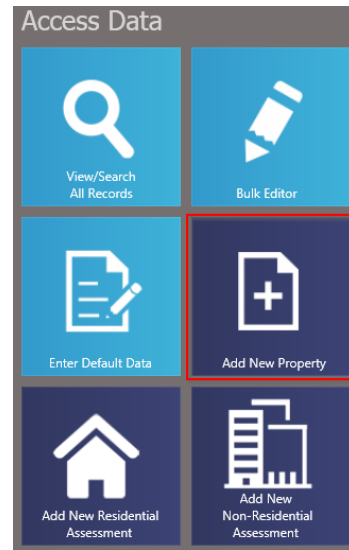 Access Data
View/Search
All Records
Bulk Editor
Enter Default Data
Add New Property
Add New Residential
Assessment
Add New
Non-Residential
Assessment